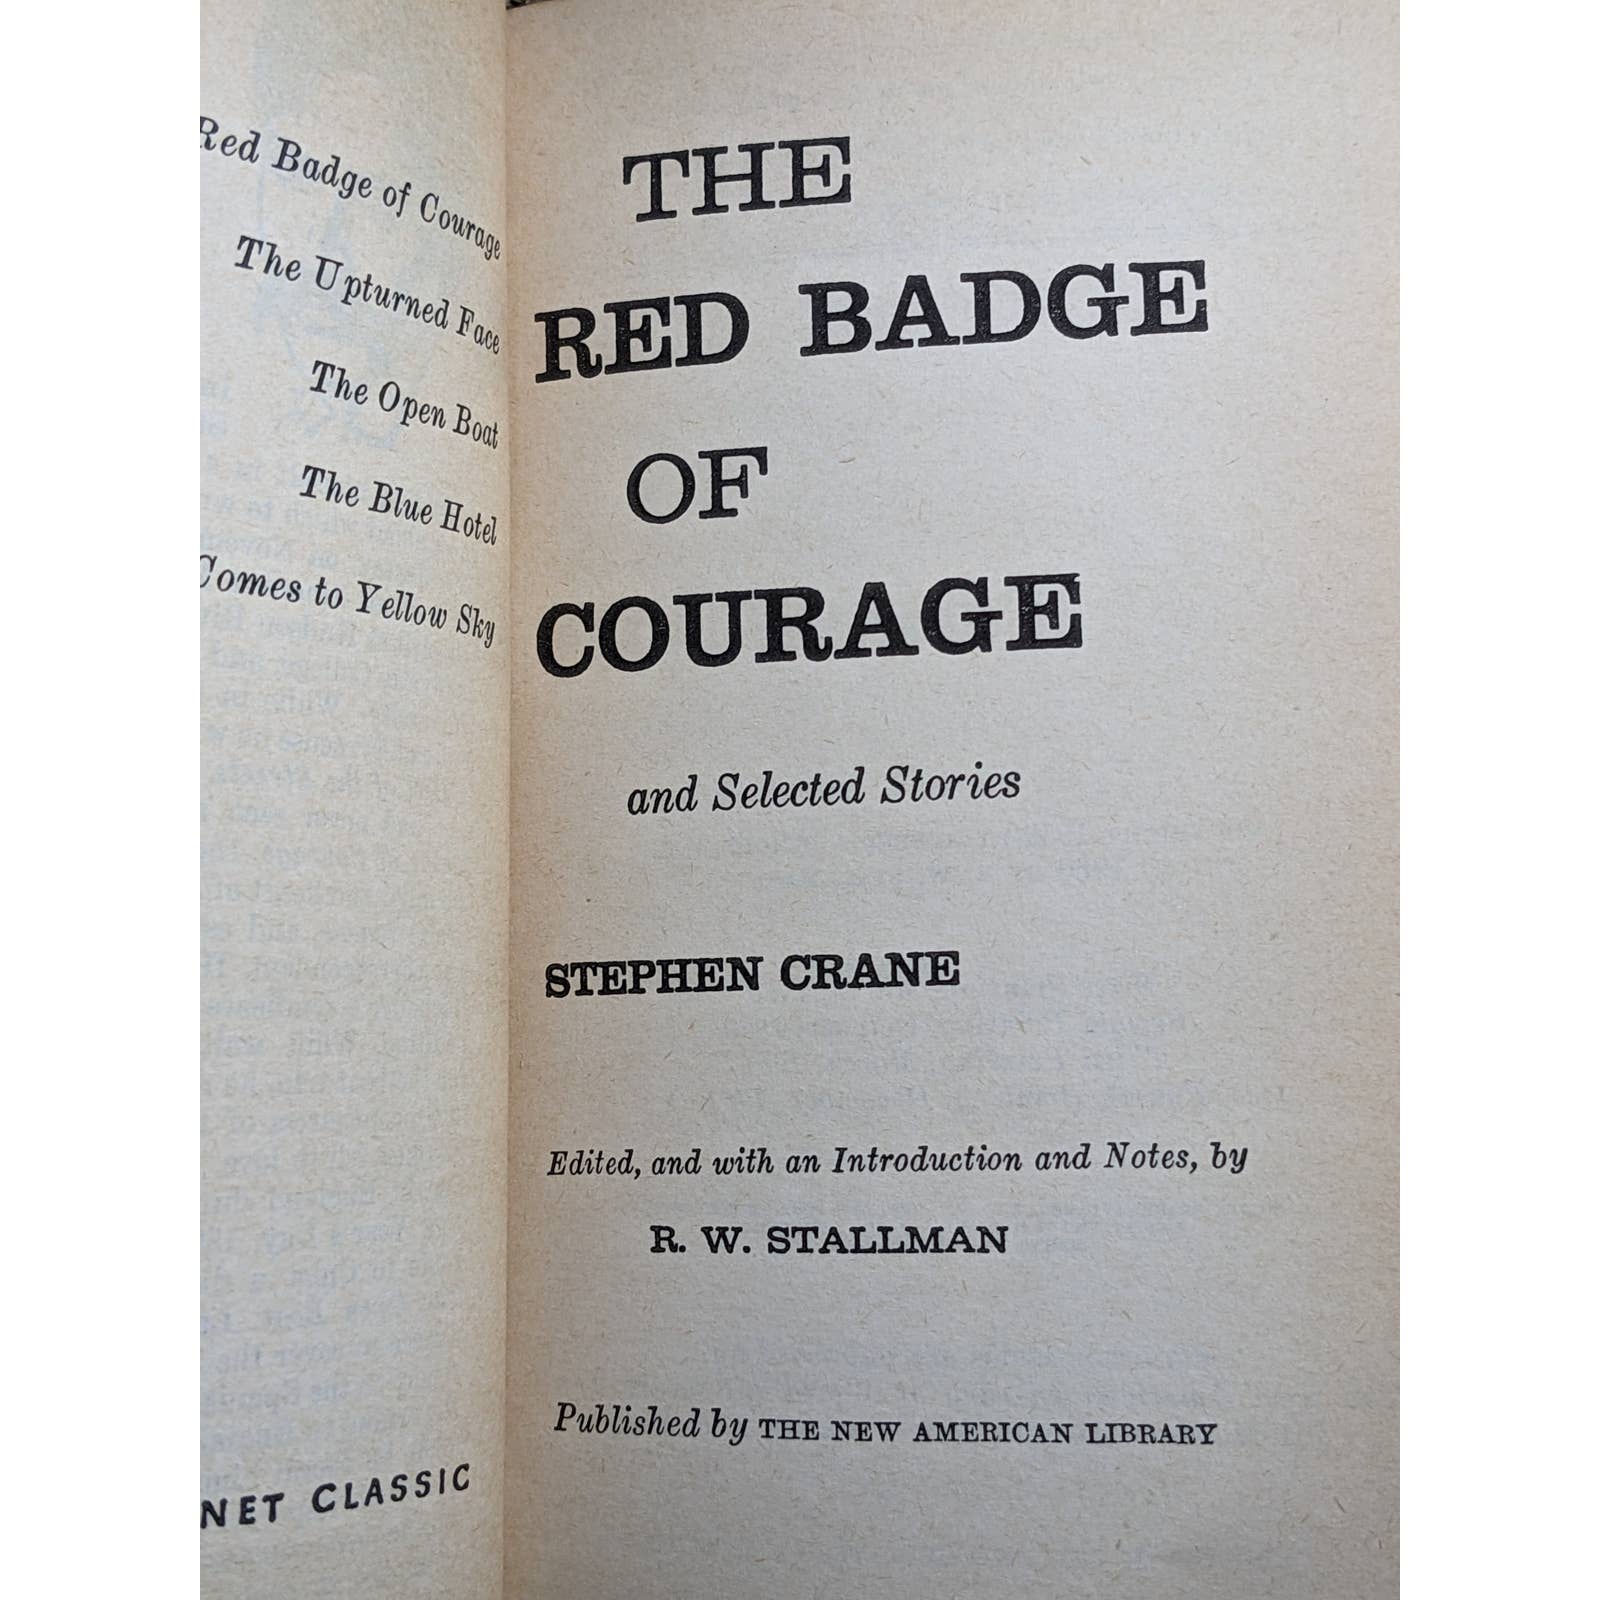 Red Badge of Courage
The Upturned Face
The Open Boat
The Blue Hotel
Comes to Yellow Sky
NET CLASSIC
THE
RED BADGE
OF
COURAGE
and Selected Stories
STEPHEN CRANE
Edited, and with an Introduction and Notes, by
R. W. STALLMAN
Published by THE NEW AMERICAN LIBRARY